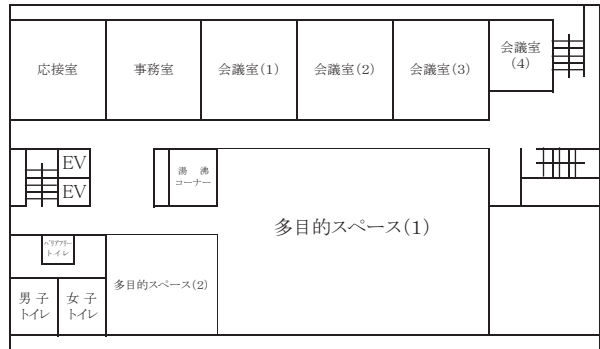 応接室
事務室
会議室(1)
会議室(2)
会議室(3)
会議室
(4)
EV
EV
湯 沸
コーナー
多目的スペース(1)
バリアフリー
トイレ
多目的スペース(2)
男 子
トイレ
女 子
トイレ